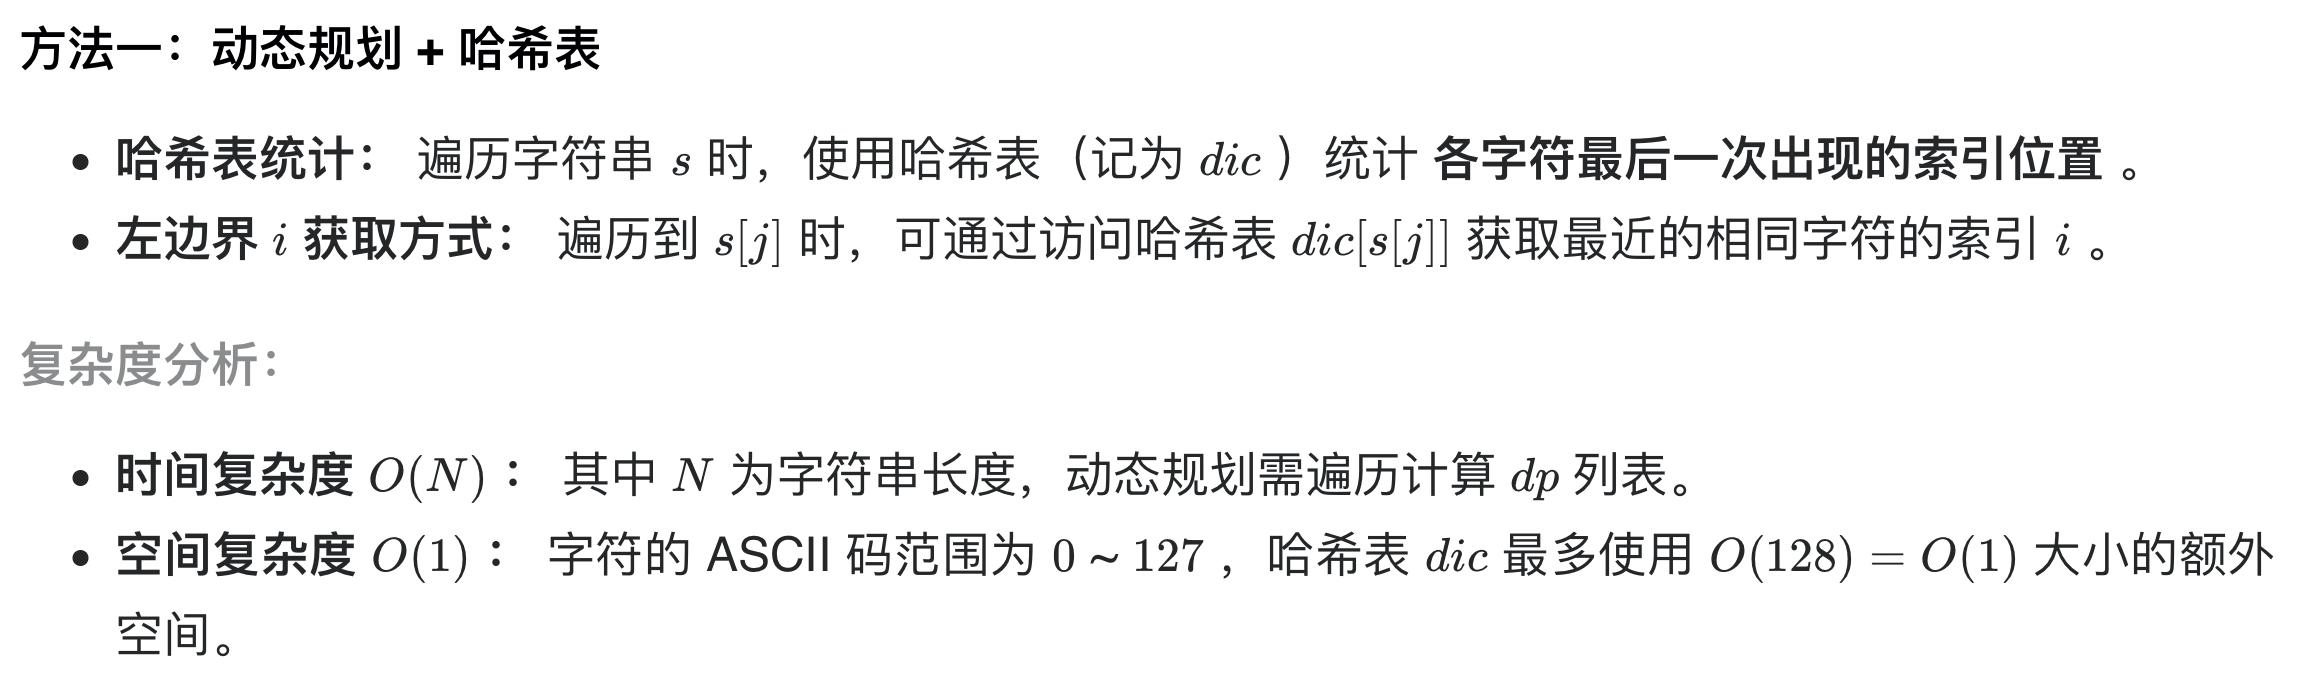 方法一：动态规划 + 哈希表
• 哈希表统计： 遍历字符串 s 时，使用哈希表（记为 dic ）统计 各字符最后一次出现的索引位置 。
• 左边界 i 获取方式： 遍历到 s[j] 时，可通过访问哈希表 dic[s[j]] 获取最近的相同字符的索引 i 。
复杂度分析：
• 时间复杂度 O(N) ： 其中 N 为字符串长度，动态规划需遍历计算 dp 列表。
• 空间复杂度 O(1) ： 字符的 ASCII 码范围为 0 ~ 127 ，哈希表 dic 最多使用 O(128) = O(1) 大小的额外
空间。